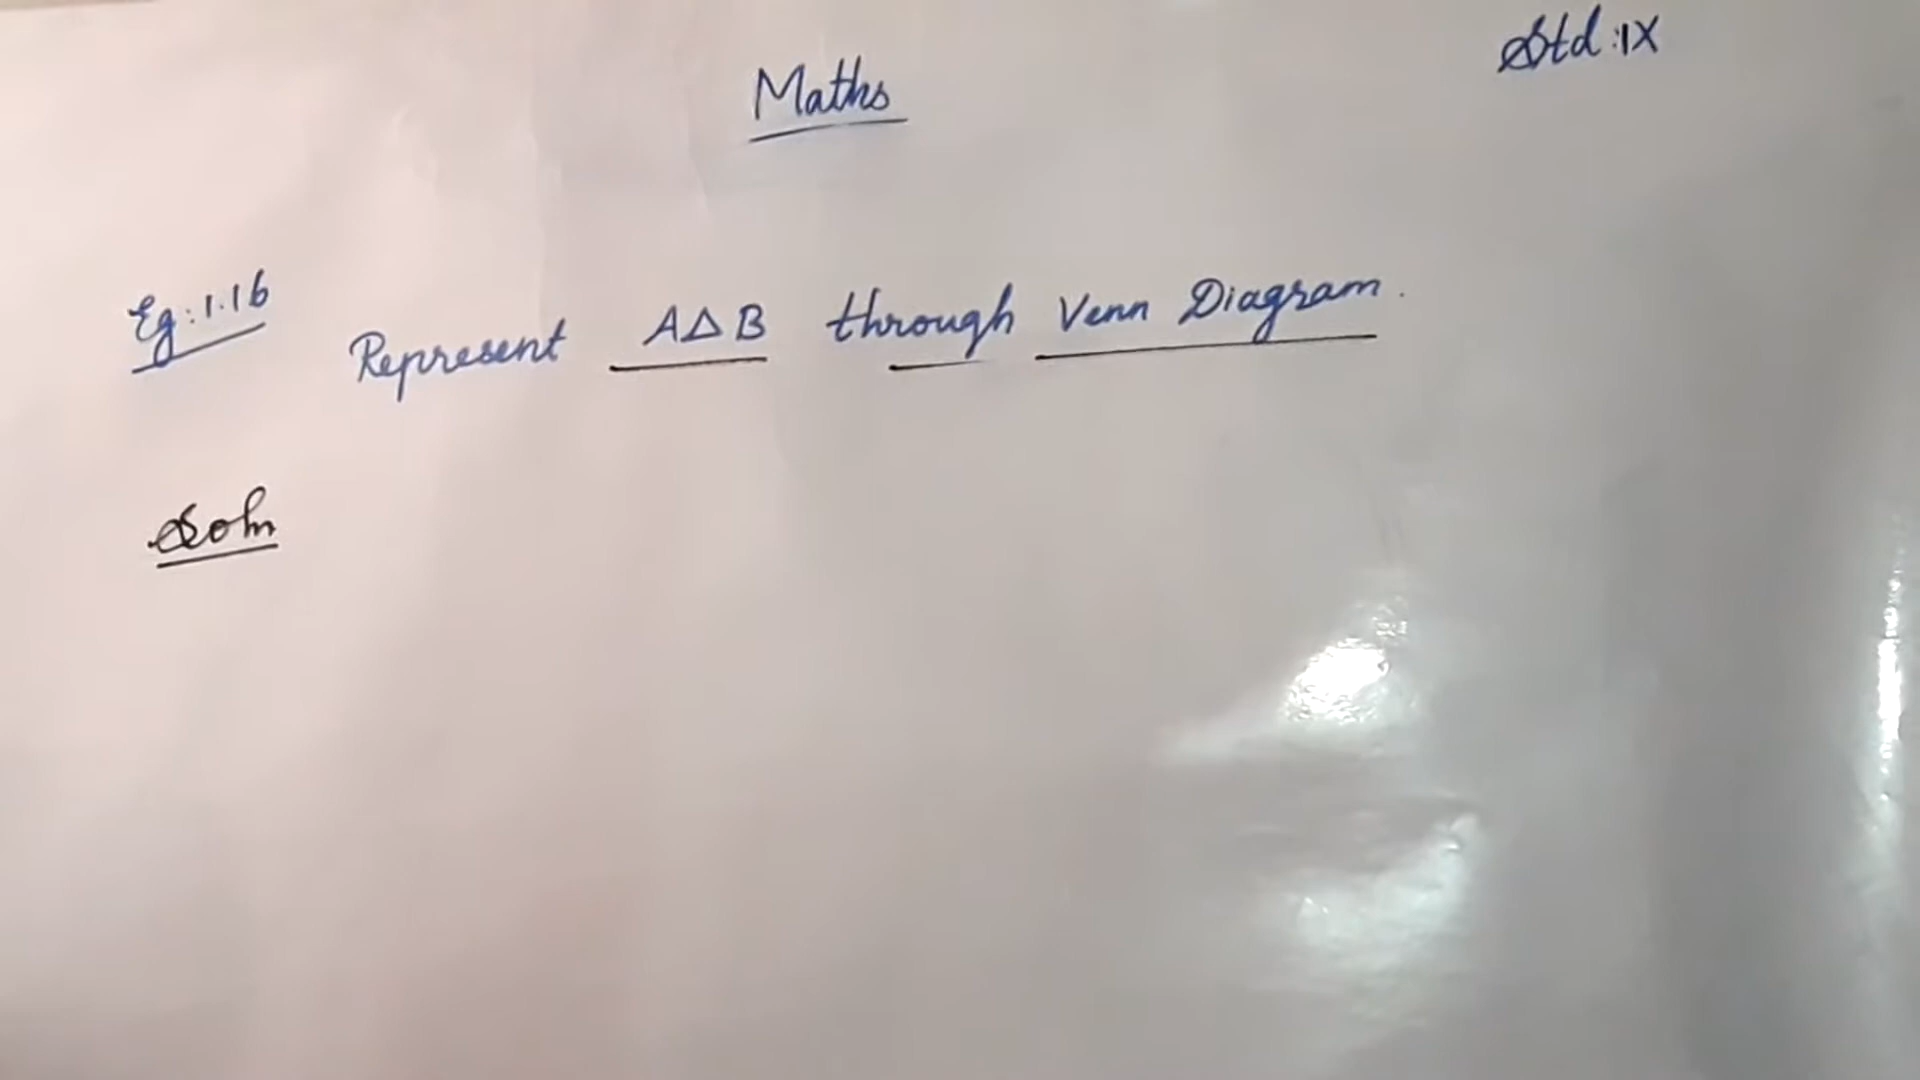 Std:IX
Maths
Eg:1.16
Represent A∆B through Venn Diagram.
Soln